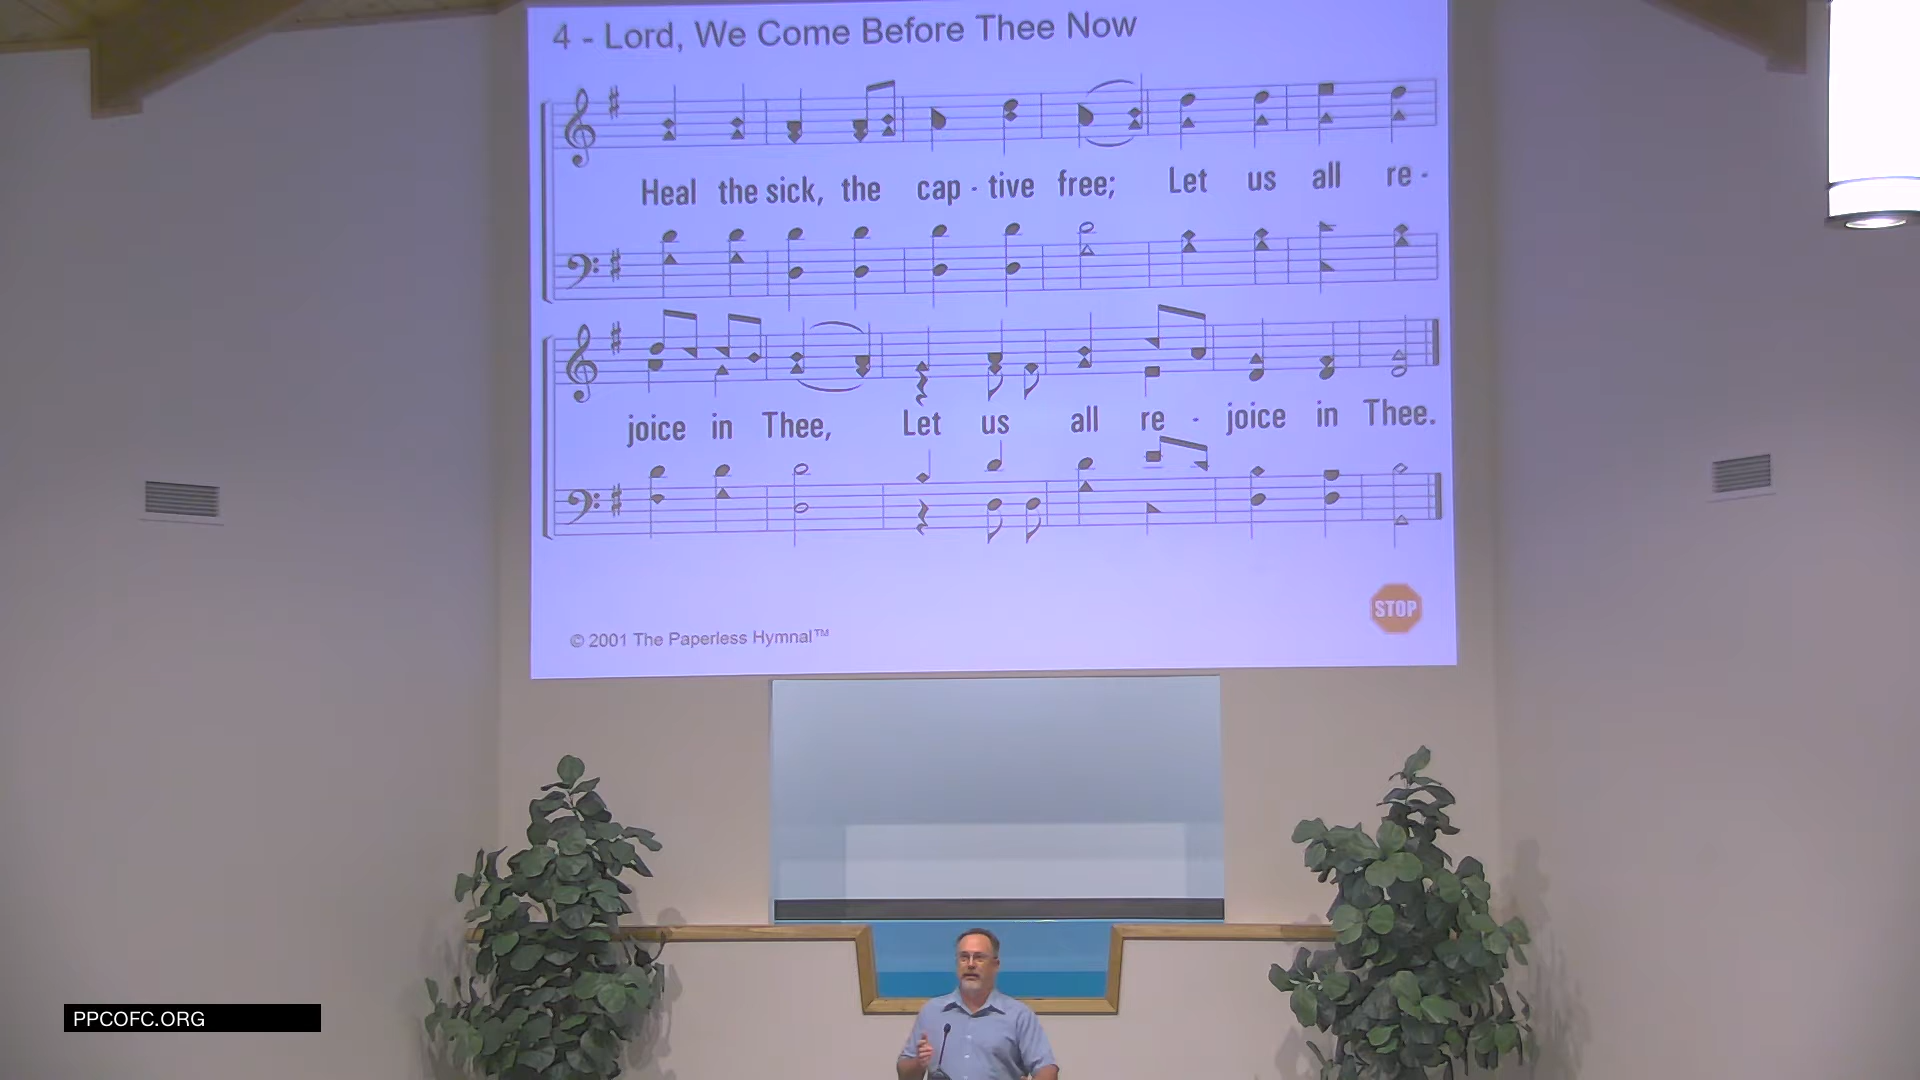 4 - Lord, We Come Before Thee Now
Heal the sick, the cap - tive free; Let us all re -
joice in Thee, Let us all re - joice in Thee.
STOP
© 2001 The Paperless Hymnal™
PPCOFC.ORG